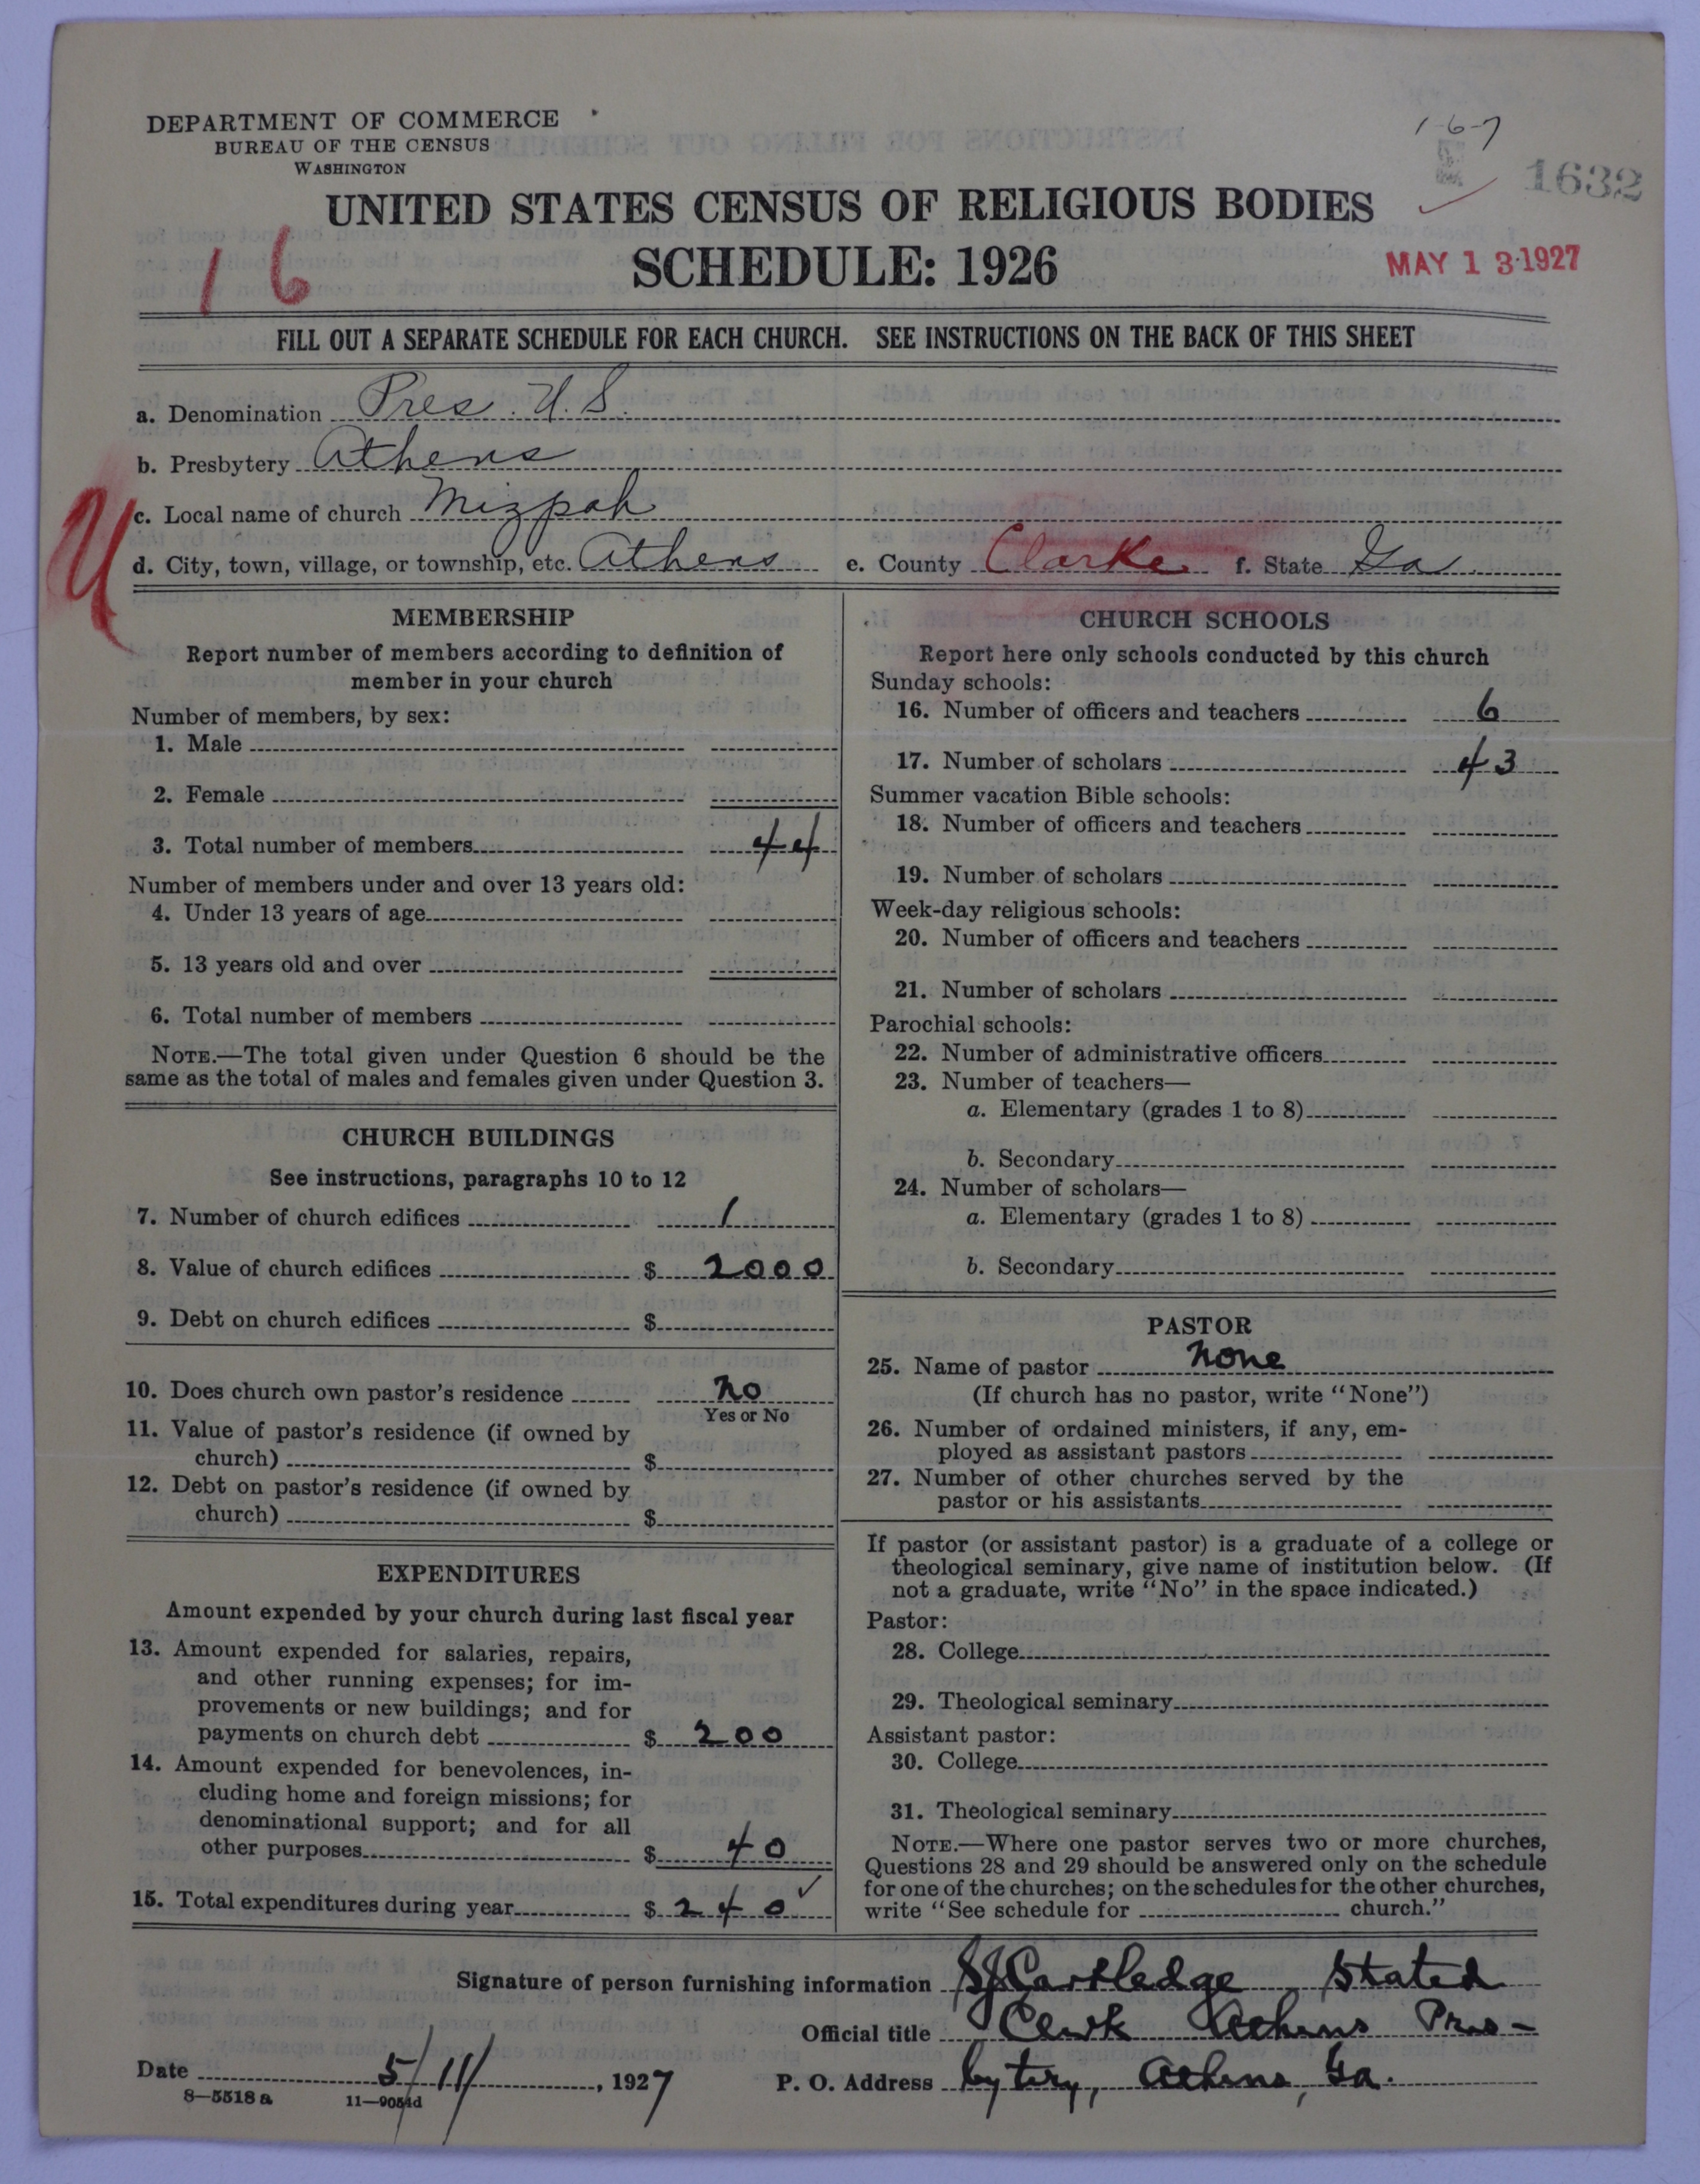 DEPARTMENT OF COMMERCE
BUREAU OF THE CENSUS
WASHINGTON
1-6-7
1632
UNITED STATES CENSUS OF RELIGIOUS BODIES
SCHEDULE: 1926
16
MAY 13 1927
FILL OUT A SEPARATE SCHEDULE FOR EACH CHURCH. SEE INSTRUCTIONS ON THE BACK OF THIS SHEET
a. Denomination Pres. U.S.
b. Presbytery Athens
c. Local name of church Mizpah
U
d. City, town, village, or township, etc. Athens e. County Clarke f. State Ga.
MEMBERSHIP
Report number of members according to definition of
member in your church
Number of members, by sex:
1. Male
2. Female
3. Total number of members 44
Number of members under and over 13 years old:
4. Under 13 years of age
5. 13 years old and over
6. Total number of members
NOTE.—The total given under Question 6 should be the
same as the total of males and females given under Question 3.
CHURCH BUILDINGS
See instructions, paragraphs 10 to 12
7. Number of church edifices 1
8. Value of church edifices $ 2000
9. Debt on church edifices $
10. Does church own pastor's residence no
Yes or No
11. Value of pastor's residence (if owned by
church) $
12. Debt on pastor's residence (if owned by
church) $
EXPENDITURES
Amount expended by your church during last fiscal year
13. Amount expended for salaries, repairs,
and other running expenses; for im-
provements or new buildings; and for
payments on church debt $ 200
14. Amount expended for benevolences, in-
cluding home and foreign missions; for
denominational support; and for all
other purposes $ 40
15. Total expenditures during year $ 240 ✓
CHURCH SCHOOLS
Report here only schools conducted by this church
Sunday schools:
16. Number of officers and teachers 6
17. Number of scholars 43
Summer vacation Bible schools:
18. Number of officers and teachers
19. Number of scholars
Week-day religious schools:
20. Number of officers and teachers
21. Number of scholars
Parochial schools:
22. Number of administrative officers
23. Number of teachers—
a. Elementary (grades 1 to 8)
b. Secondary
24. Number of scholars—
a. Elementary (grades 1 to 8)
b. Secondary
PASTOR
25. Name of pastor none
(If church has no pastor, write "None")
26. Number of ordained ministers, if any, em-
ployed as assistant pastors
27. Number of other churches served by the
pastor or his assistants
If pastor (or assistant pastor) is a graduate of a college or
theological seminary, give name of institution below. (If
not a graduate, write "No" in the space indicated.)
Pastor:
28. College
29. Theological seminary
Assistant pastor:
30. College
31. Theological seminary
NOTE.—Where one pastor serves two or more churches,
Questions 28 and 29 should be answered only on the schedule
for one of the churches; on the schedules for the other churches,
write "See schedule for church."
Signature of person furnishing information SJCartledge Stated
Official title Clerk Athens Pres-
Date 5/11/, 1927 P. O. Address bytery, Athens, Ga.
8—5518 a 11—9054d